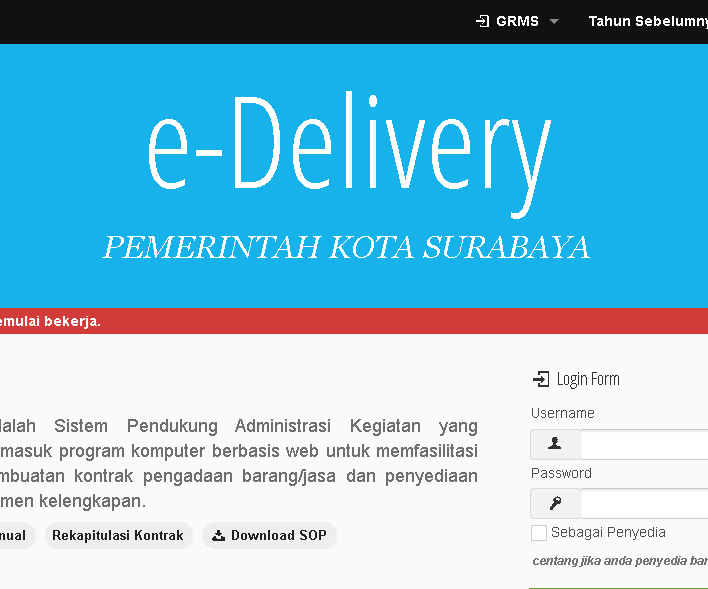 GRMS Tahun Sebelumny
e-Delivery
PEMERINTAH KOTA SURABAYA
emulai bekerja.
Login Form
Username
Password
Sebagai Penyedia
centang jika anda penyedia bar
dalah Sistem Pendukung Administrasi Kegiatan yang
masuk program komputer berbasis web untuk memfasilitasi
mbuatan kontrak pengadaan barang/jasa dan penyediaan
men kelengkapan.
nual Rekapitulasi Kontrak Download SOP